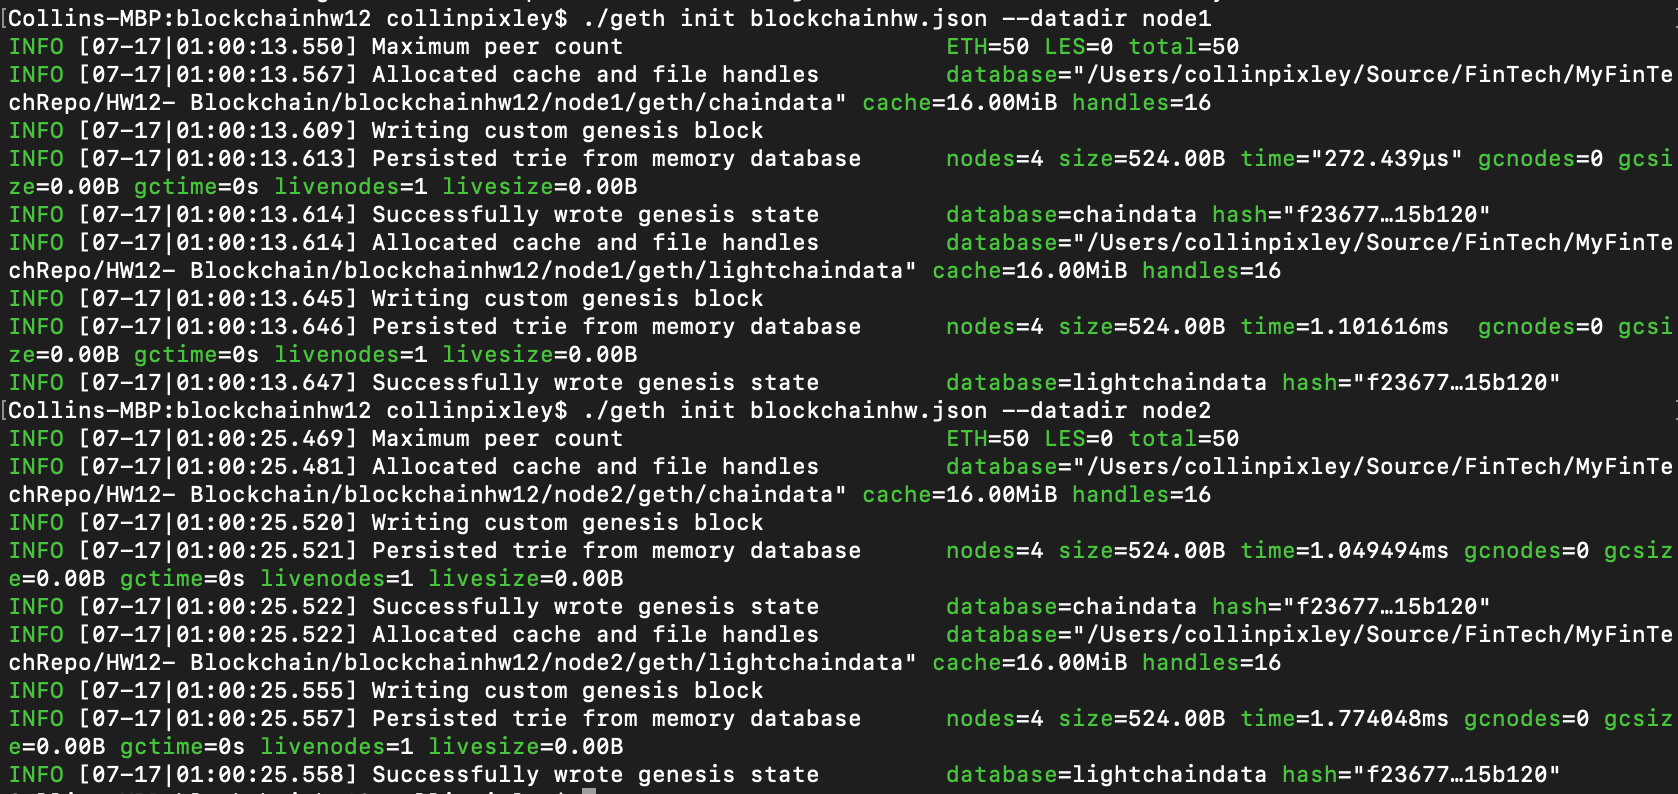 [Collins-MBP:blockchainhw12 collinpixley$ ./geth init blockchainhw.json --datadir node1
INFO [07-17|01:00:13.550] Maximum peer count                       ETH=50 LES=0 total=50
INFO [07-17|01:00:13.567] Allocated cache and file handles         database="/Users/collinpixley/Source/FinTech/MyFinTe
chRepo/HW12- Blockchain/blockchainhw12/node1/geth/chaindata" cache=16.00MiB handles=16
INFO [07-17|01:00:13.609] Writing custom genesis block
INFO [07-17|01:00:13.613] Persisted trie from memory database      nodes=4 size=524.00B time="272.439µs" gcnodes=0 gcsi
ze=0.00B gctime=0s livenodes=1 livesize=0.00B
INFO [07-17|01:00:13.614] Successfully wrote genesis state         database=chaindata hash="f23677…15b120"
INFO [07-17|01:00:13.614] Allocated cache and file handles         database="/Users/collinpixley/Source/FinTech/MyFinTe
chRepo/HW12- Blockchain/blockchainhw12/node1/geth/lightchaindata" cache=16.00MiB handles=16
INFO [07-17|01:00:13.645] Writing custom genesis block
INFO [07-17|01:00:13.646] Persisted trie from memory database      nodes=4 size=524.00B time=1.101616ms  gcnodes=0 gcsi
ze=0.00B gctime=0s livenodes=1 livesize=0.00B
INFO [07-17|01:00:13.647] Successfully wrote genesis state         database=lightchaindata hash="f23677…15b120"
[Collins-MBP:blockchainhw12 collinpixley$ ./geth init blockchainhw.json --datadir node2
INFO [07-17|01:00:25.469] Maximum peer count                       ETH=50 LES=0 total=50
INFO [07-17|01:00:25.481] Allocated cache and file handles         database="/Users/collinpixley/Source/FinTech/MyFinTe
chRepo/HW12- Blockchain/blockchainhw12/node2/geth/chaindata" cache=16.00MiB handles=16
INFO [07-17|01:00:25.520] Writing custom genesis block
INFO [07-17|01:00:25.521] Persisted trie from memory database      nodes=4 size=524.00B time=1.049494ms gcnodes=0 gcsiz
e=0.00B gctime=0s livenodes=1 livesize=0.00B
INFO [07-17|01:00:25.522] Successfully wrote genesis state         database=chaindata hash="f23677…15b120"
INFO [07-17|01:00:25.522] Allocated cache and file handles         database="/Users/collinpixley/Source/FinTech/MyFinTe
chRepo/HW12- Blockchain/blockchainhw12/node2/geth/lightchaindata" cache=16.00MiB handles=16
INFO [07-17|01:00:25.555] Writing custom genesis block
INFO [07-17|01:00:25.557] Persisted trie from memory database      nodes=4 size=524.00B time=1.774048ms gcnodes=0 gcsiz
e=0.00B gctime=0s livenodes=1 livesize=0.00B
INFO [07-17|01:00:25.558] Successfully wrote genesis state         database=lightchaindata hash="f23677…15b120"